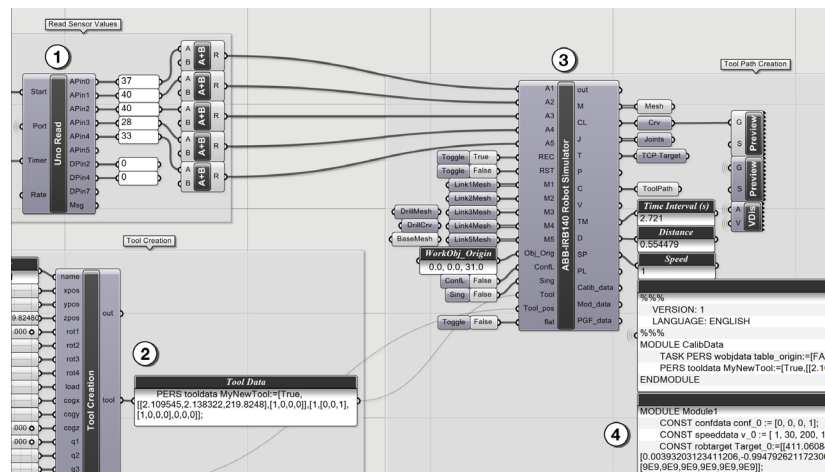 Read Sensor Values
1
Start
Port
Timer
Rate
Uno Read
APin0
APin1
APin2
APin3
APin4
APin5
DPin2
DPin4
DPin7
Msg
37
40
40
28
33
0
0
A
B
A+B
R
A
B
A+B
R
A
B
A+B
R
A
B
A+B
R
A
B
A+B
R
3
A1
A2
A3
A4
A5
REC
RST
M1
M2
M3
M4
M5
Obj_Orig
ConfL
Sing
Tool
Tool_pos
flat
ABB-IRB140 Robot Simulator
out
M
CL
J
T
P
C
V
TM
D
SP
PL
Calib_data
Mod_data
PGF_data
Toggle True
Toggle False
Link1Mesh
Link2Mesh
DrillMesh Link3Mesh
DrillCrv Link4Mesh
BaseMesh Link5Mesh
WorkObj_Origin
0.0, 0.0, 31.0
ConfL False
Sing False
Toggle False
Mesh
Crv
Joints
TCP Target
ToolPath
Time Interval (s)
2.721
Distance
0.554479
Speed
1
Tool Path Creation
G
S
Preview
G
S
Preview
A
V
VDis
Tool Creation
2
name
xpos
ypos
zpos
rot1
rot2
rot3
rot4
load
cogx
cogy
cogz
q1
q2
q3
Tool Creation
out
tool
9.82480
.000
.000
.000
Tool Data
PERS tooldata MyNewTool:=[True,
[[2.109545,2.138322,219.8248],[1,0,0,0]],[1,[0,0,1],
[1,0,0,0],0,0,0]];
%%%
VERSION: 1
LANGUAGE: ENGLISH
%%%
MODULE CalibData
TASK PERS wobjdata table_origin:=[FA
PERS tooldata MyNewTool:=[True,[[2.10
ENDMODULE
4
MODULE Module1
CONST confdata conf_0 := [0, 0, 0, 1];
CONST speeddata v_0 := [ 1, 30, 200, 1
CONST robtarget Target_0:=[[411.06084
[0.00393203123411206,-0.994792621172306
[9E9,9E9,9E9,9E9,9E9,9E9]];